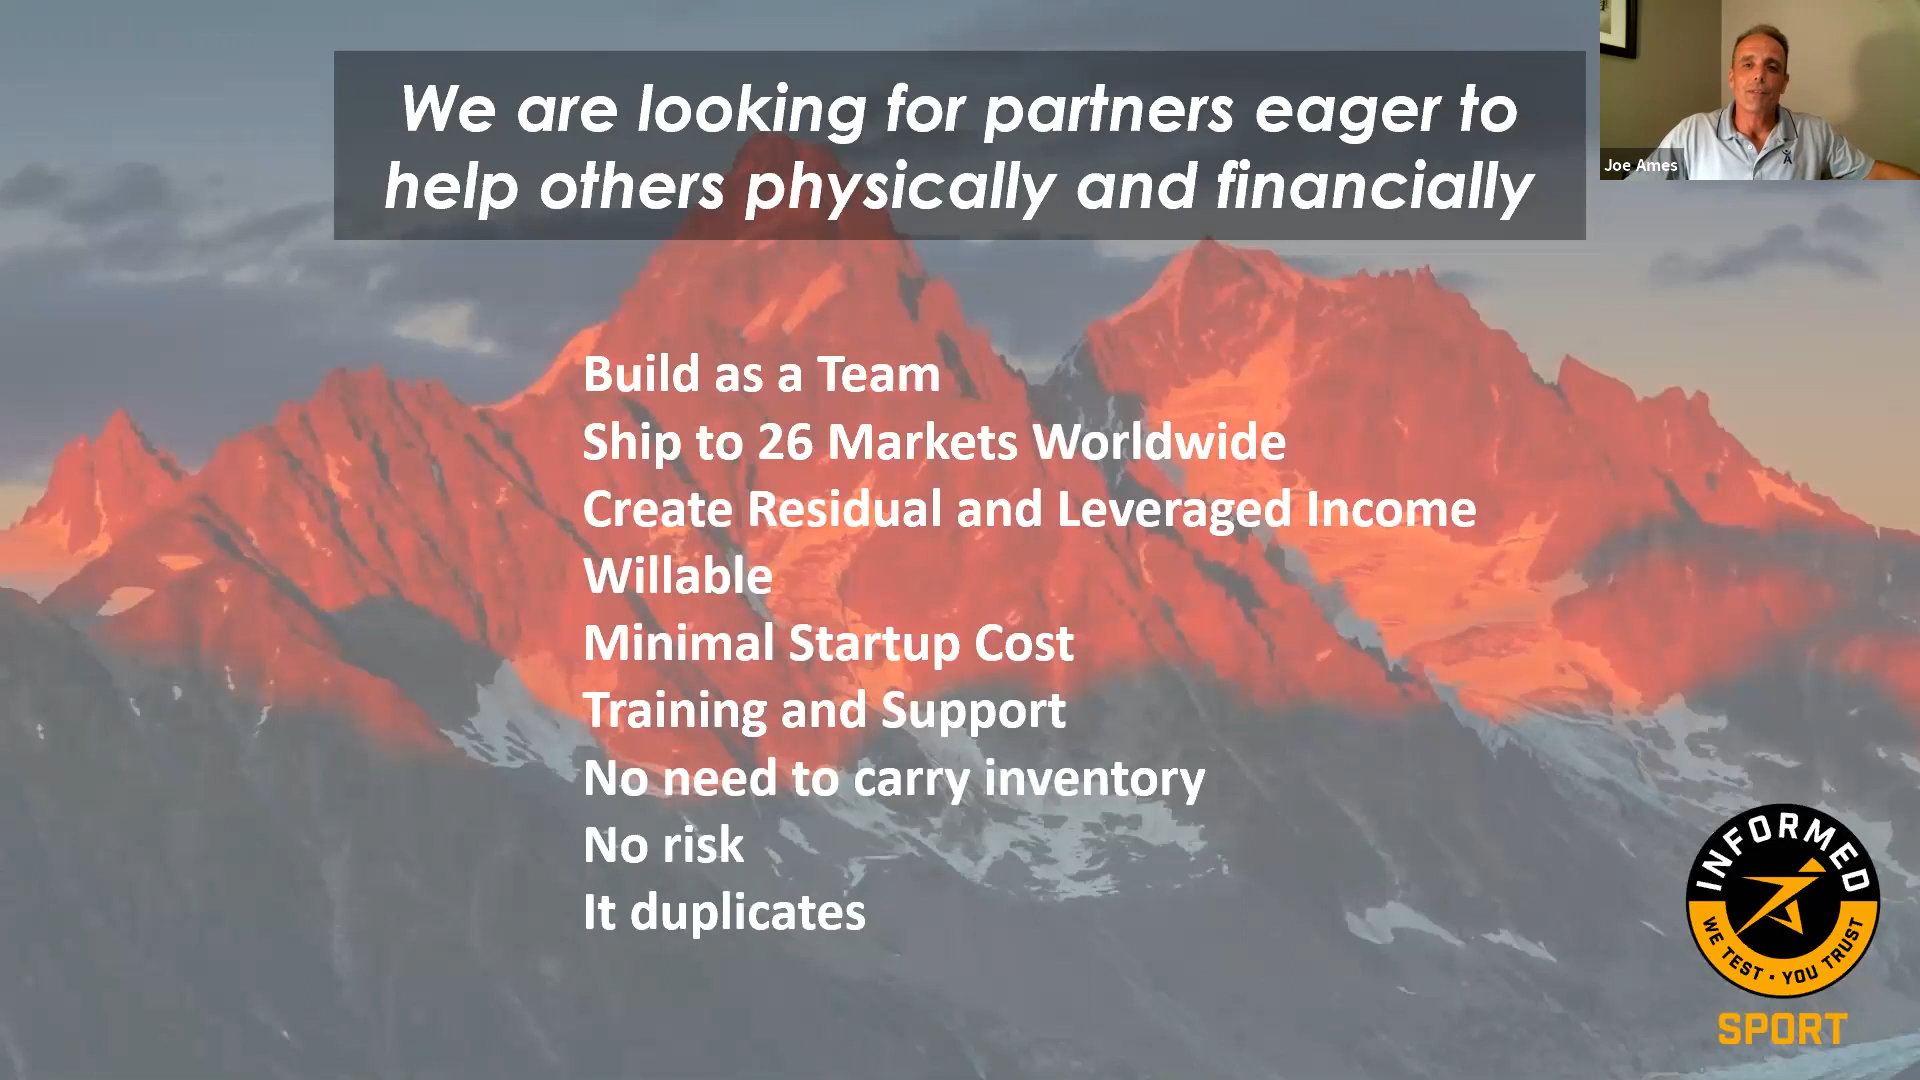 We are looking for partners eager to
help others physically and financially
Joe Ames
Build as a Team
Ship to 26 Markets Worldwide
Create Residual and Leveraged Income
Willable
Minimal Startup Cost
Training and Support
No need to carry inventory
No risk
It duplicates
INFORMED
WE TEST · YOU TRUST
SPORT